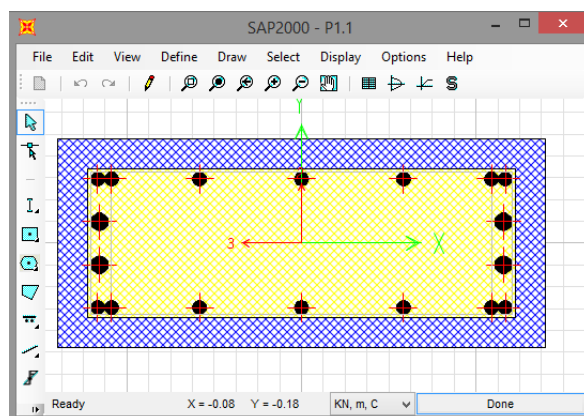 SAP2000 - P1.1
File Edit View Define Draw Select Display Options Help
S
Y
3 X
Ready X = -0.08 Y = -0.18 KN, m, C Done